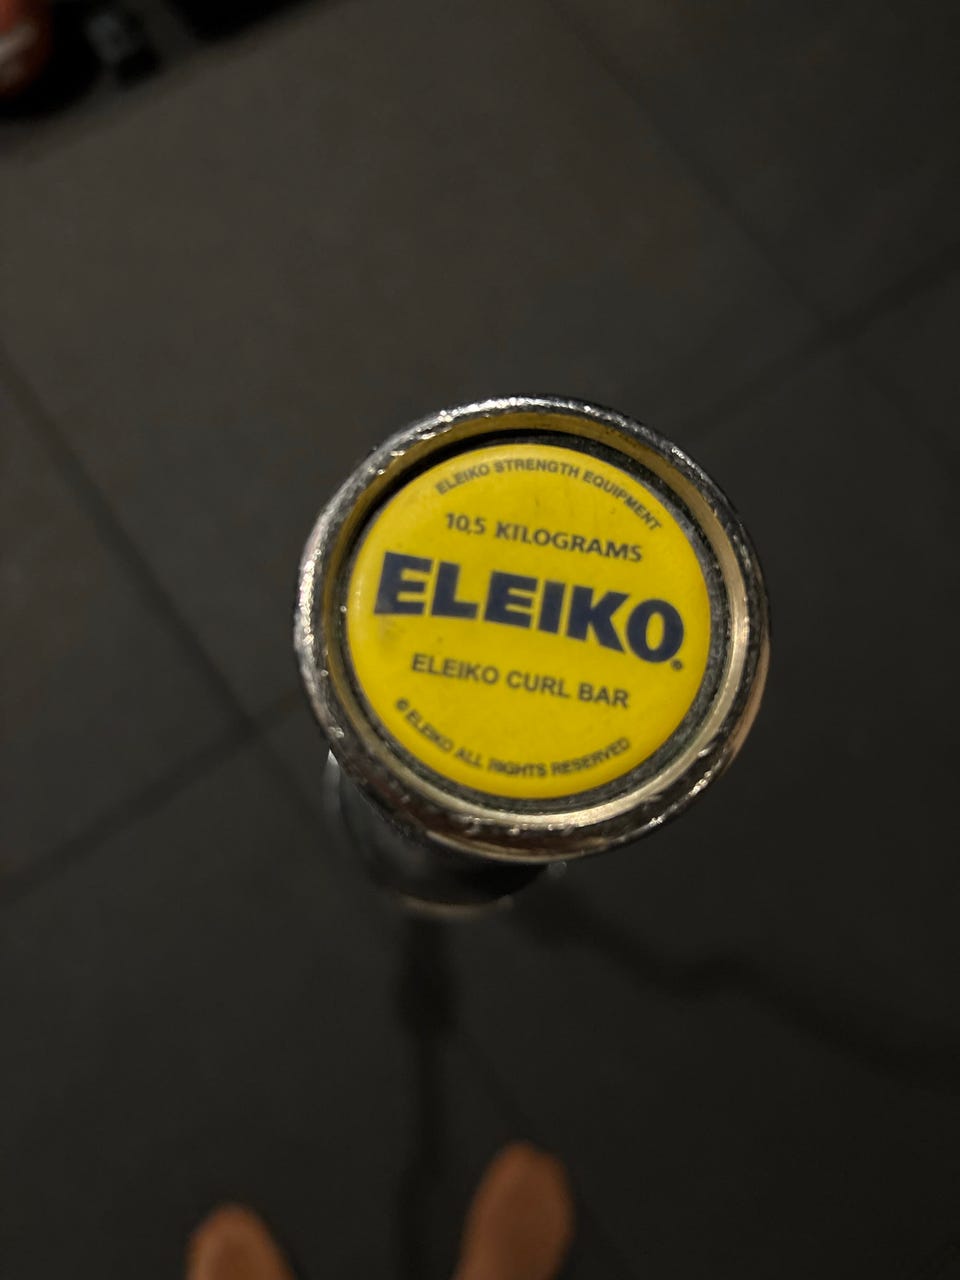 ELEIKO STRENGTH EQUIPMENT
10,5 KILOGRAMS
ELEIKO®
ELEIKO CURL BAR
© ELEIKO ALL RIGHTS RESERVED